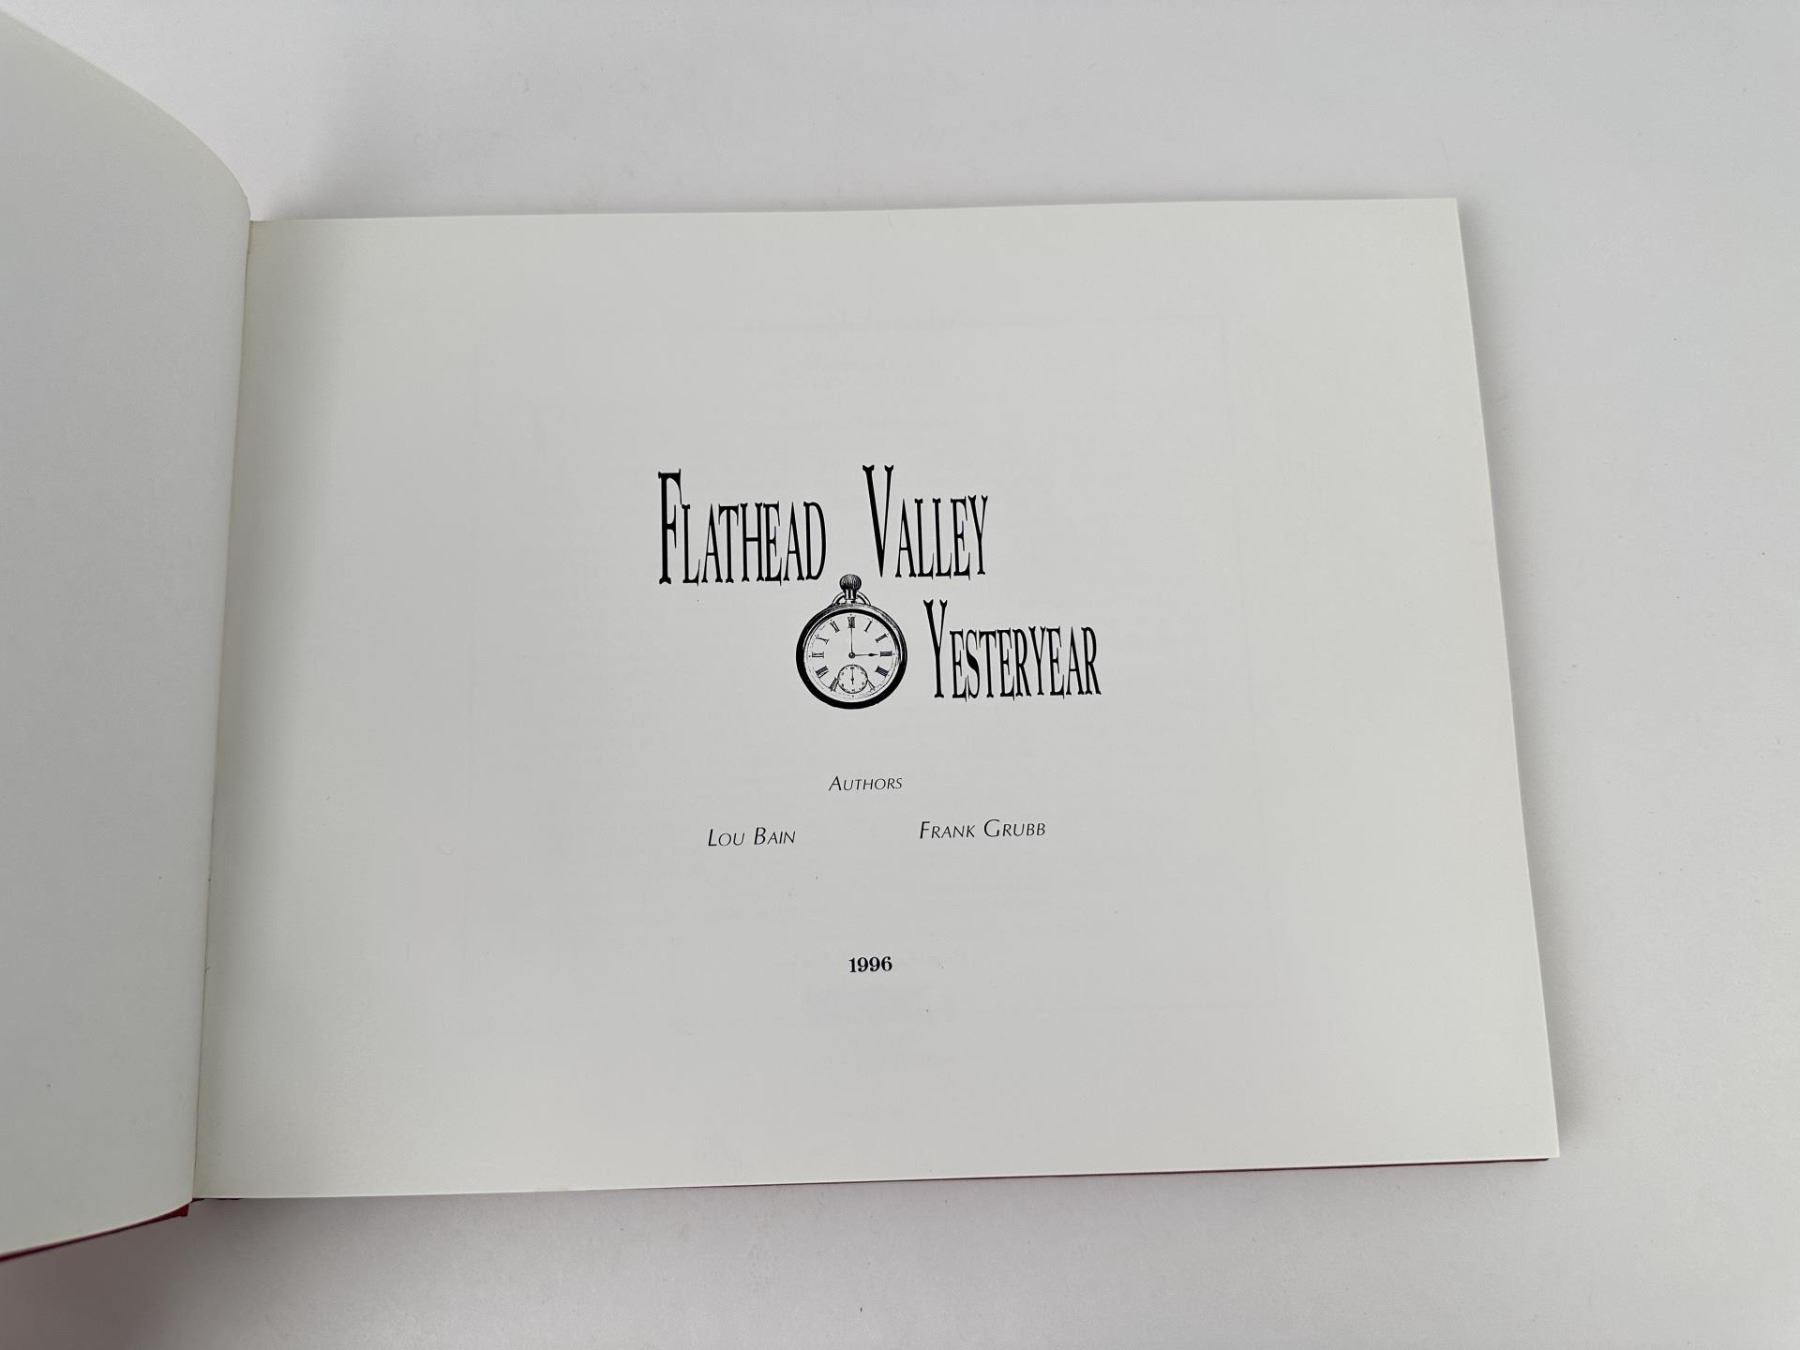 Flathead Valley
Yesteryear
Authors
Lou Bain Frank Grubb
1996